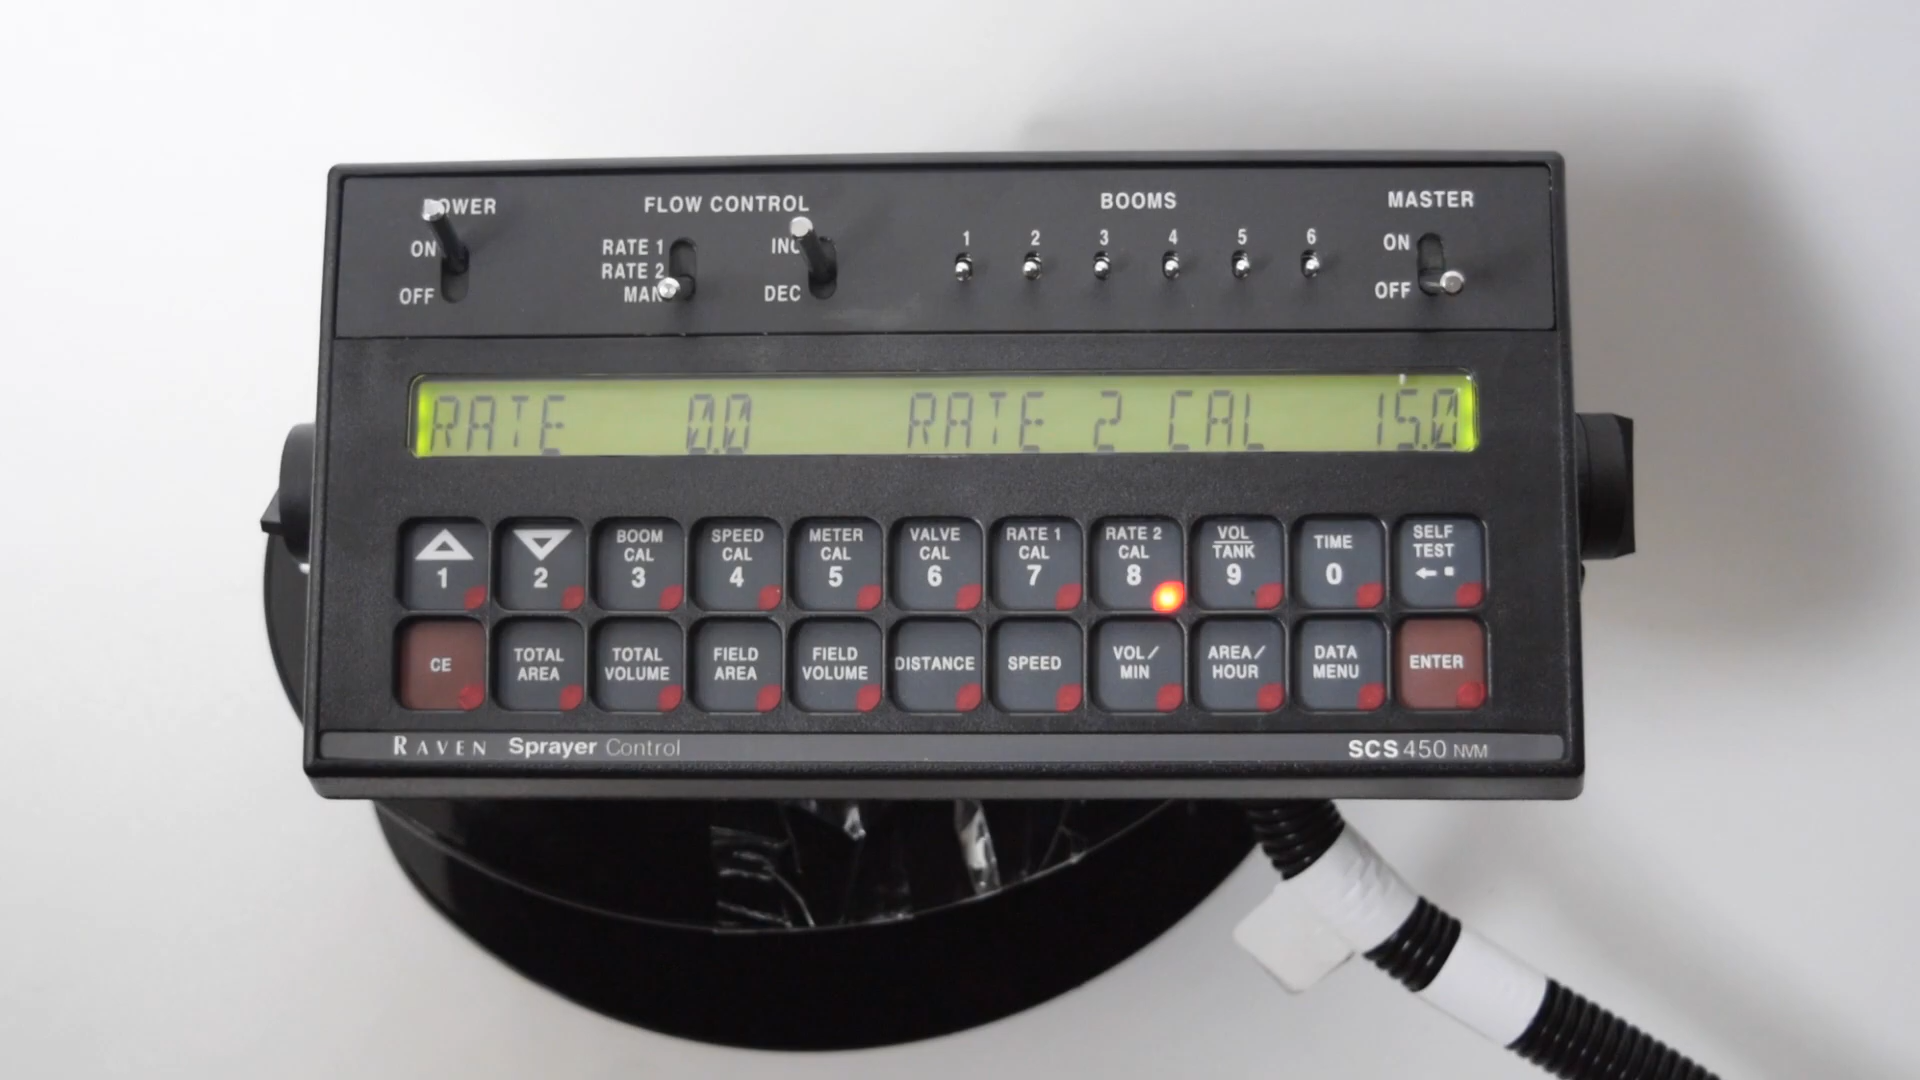 POWER
ON
OFF
FLOW CONTROL
RATE 1
RATE 2
MAN
INC
DEC
BOOMS
1 2 3 4 5 6
MASTER
ON
OFF
RATE 0.0 RATE 2 CAL 15.0
1
2
BOOM
CAL
3
SPEED
CAL
4
METER
CAL
5
VALVE
CAL
6
RATE 1
CAL
7
RATE 2
CAL
8
VOL
TANK
9
TIME
0
SELF
TEST
←
CE
TOTAL
AREA
TOTAL
VOLUME
FIELD
AREA
FIELD
VOLUME
DISTANCE
SPEED
VOL/
MIN
AREA/
HOUR
DATA
MENU
ENTER
RAVEN Sprayer Control
SCS 450 NVM